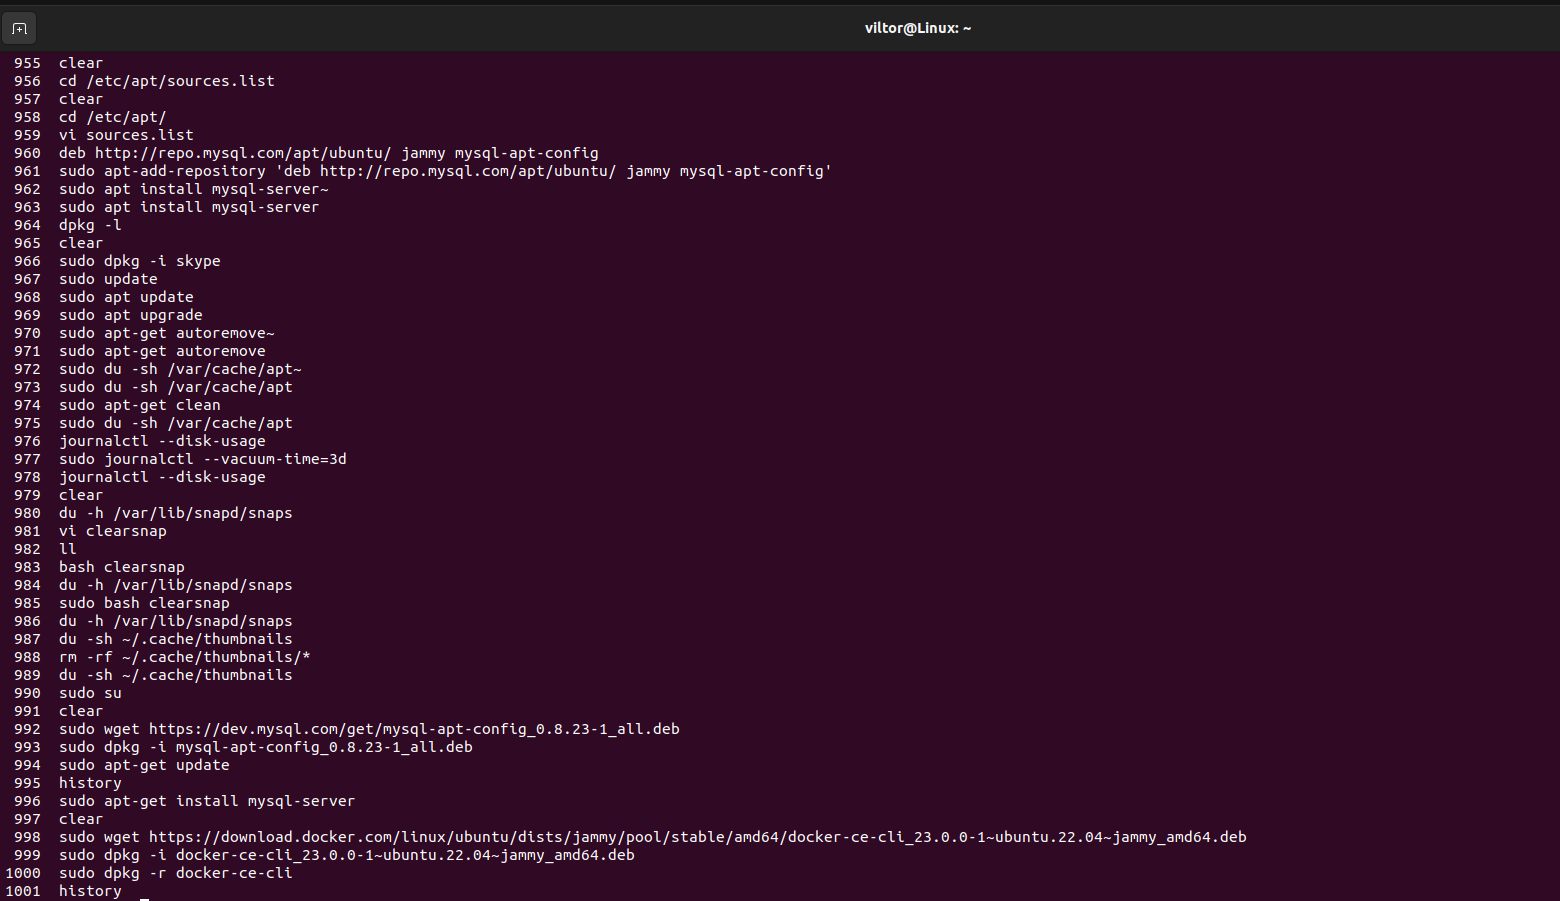 viltor@Linux: ~
955 clear
956 cd /etc/apt/sources.list
957 clear
958 cd /etc/apt/
959 vi sources.list
960 deb http://repo.mysql.com/apt/ubuntu/ jammy mysql-apt-config
961 sudo apt-add-repository 'deb http://repo.mysql.com/apt/ubuntu/ jammy mysql-apt-config'
962 sudo apt install mysql-server~
963 sudo apt install mysql-server
964 dpkg -l
965 clear
966 sudo dpkg -i skype
967 sudo update
968 sudo apt update
969 sudo apt upgrade
970 sudo apt-get autoremove~
971 sudo apt-get autoremove
972 sudo du -sh /var/cache/apt~
973 sudo du -sh /var/cache/apt
974 sudo apt-get clean
975 sudo du -sh /var/cache/apt
976 journalctl --disk-usage
977 sudo journalctl --vacuum-time=3d
978 journalctl --disk-usage
979 clear
980 du -h /var/lib/snapd/snaps
981 vi clearsnap
982 ll
983 bash clearsnap
984 du -h /var/lib/snapd/snaps
985 sudo bash clearsnap
986 du -h /var/lib/snapd/snaps
987 du -sh ~/.cache/thumbnails
988 rm -rf ~/.cache/thumbnails/*
989 du -sh ~/.cache/thumbnails
990 sudo su
991 clear
992 sudo wget https://dev.mysql.com/get/mysql-apt-config_0.8.23-1_all.deb
993 sudo dpkg -i mysql-apt-config_0.8.23-1_all.deb
994 sudo apt-get update
995 history
996 sudo apt-get install mysql-server
997 clear
998 sudo wget https://download.docker.com/linux/ubuntu/dists/jammy/pool/stable/amd64/docker-ce-cli_23.0.0-1~ubuntu.22.04~jammy_amd64.deb
999 sudo dpkg -i docker-ce-cli_23.0.0-1~ubuntu.22.04~jammy_amd64.deb
1000 sudo dpkg -r docker-ce-cli
1001 history